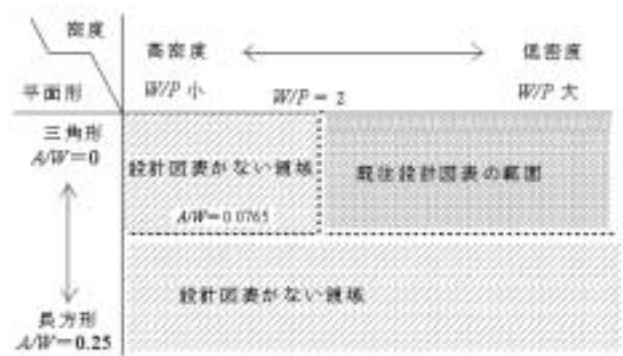 密度
高密度
低密度
平面形
W/P 小
W/P = 2
W/P 大
三角形
A/W=0
設計図表がない領域
既往設計図表の範囲
A/W=0.0765
設計図表がない領域
長方形
A/W=0.25